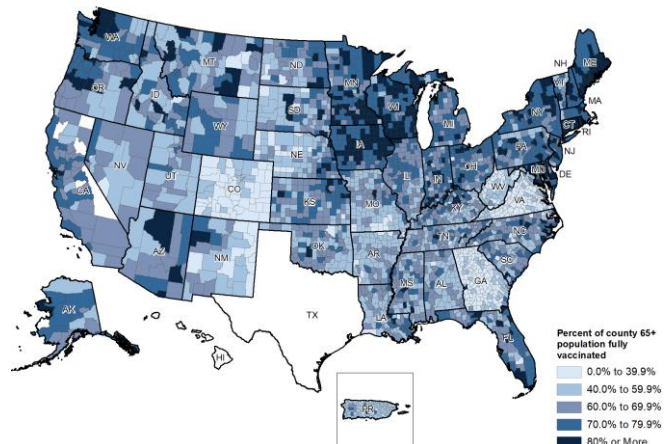 WA
MT
ND
MN
OR
ID
SD
WI
MI
WY
NE
IA
NV
UT
CO
KS
MO
IL
IN
OH
PA
NY
NH
VT
ME
MA
CT
RI
NJ
MD
DE
WV
VA
KY
CA
AZ
NM
OK
AR
TN
NC
SC
MS
AL
GA
TX
LA
FL
AK
HI
PR
Percent of county 65+
population fully
vaccinated
0.0% to 39.9%
40.0% to 59.9%
60.0% to 69.9%
70.0% to 79.9%
80% or More